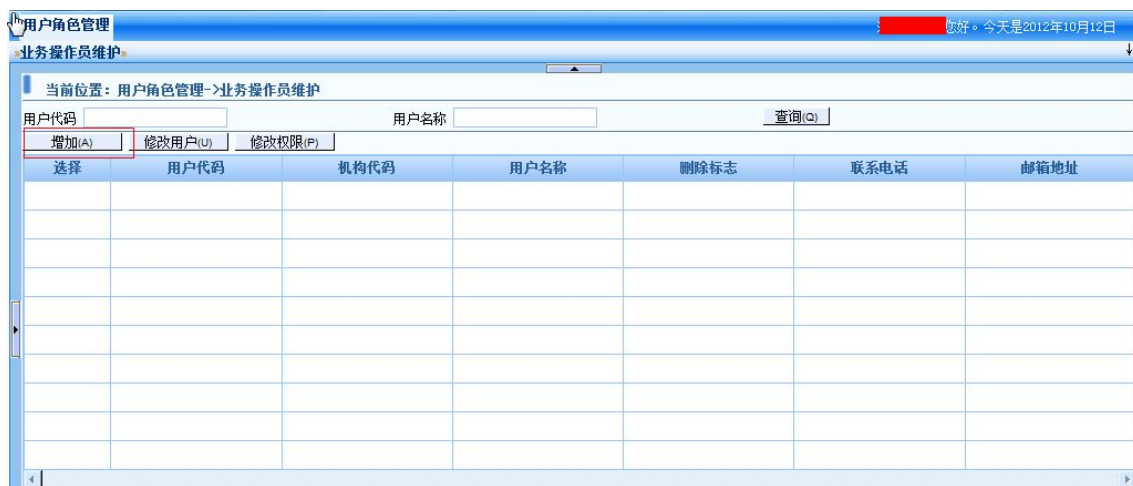 用户角色管理
您好。今天是2012年10月12日
业务操作员维护
当前位置：用户角色管理->业务操作员维护
用户代码 用户名称 查询(Q)
增加(A) 修改用户(U) 修改权限(P)
选择 用户代码 机构代码 用户名称 删除标志 联系电话 邮箱地址